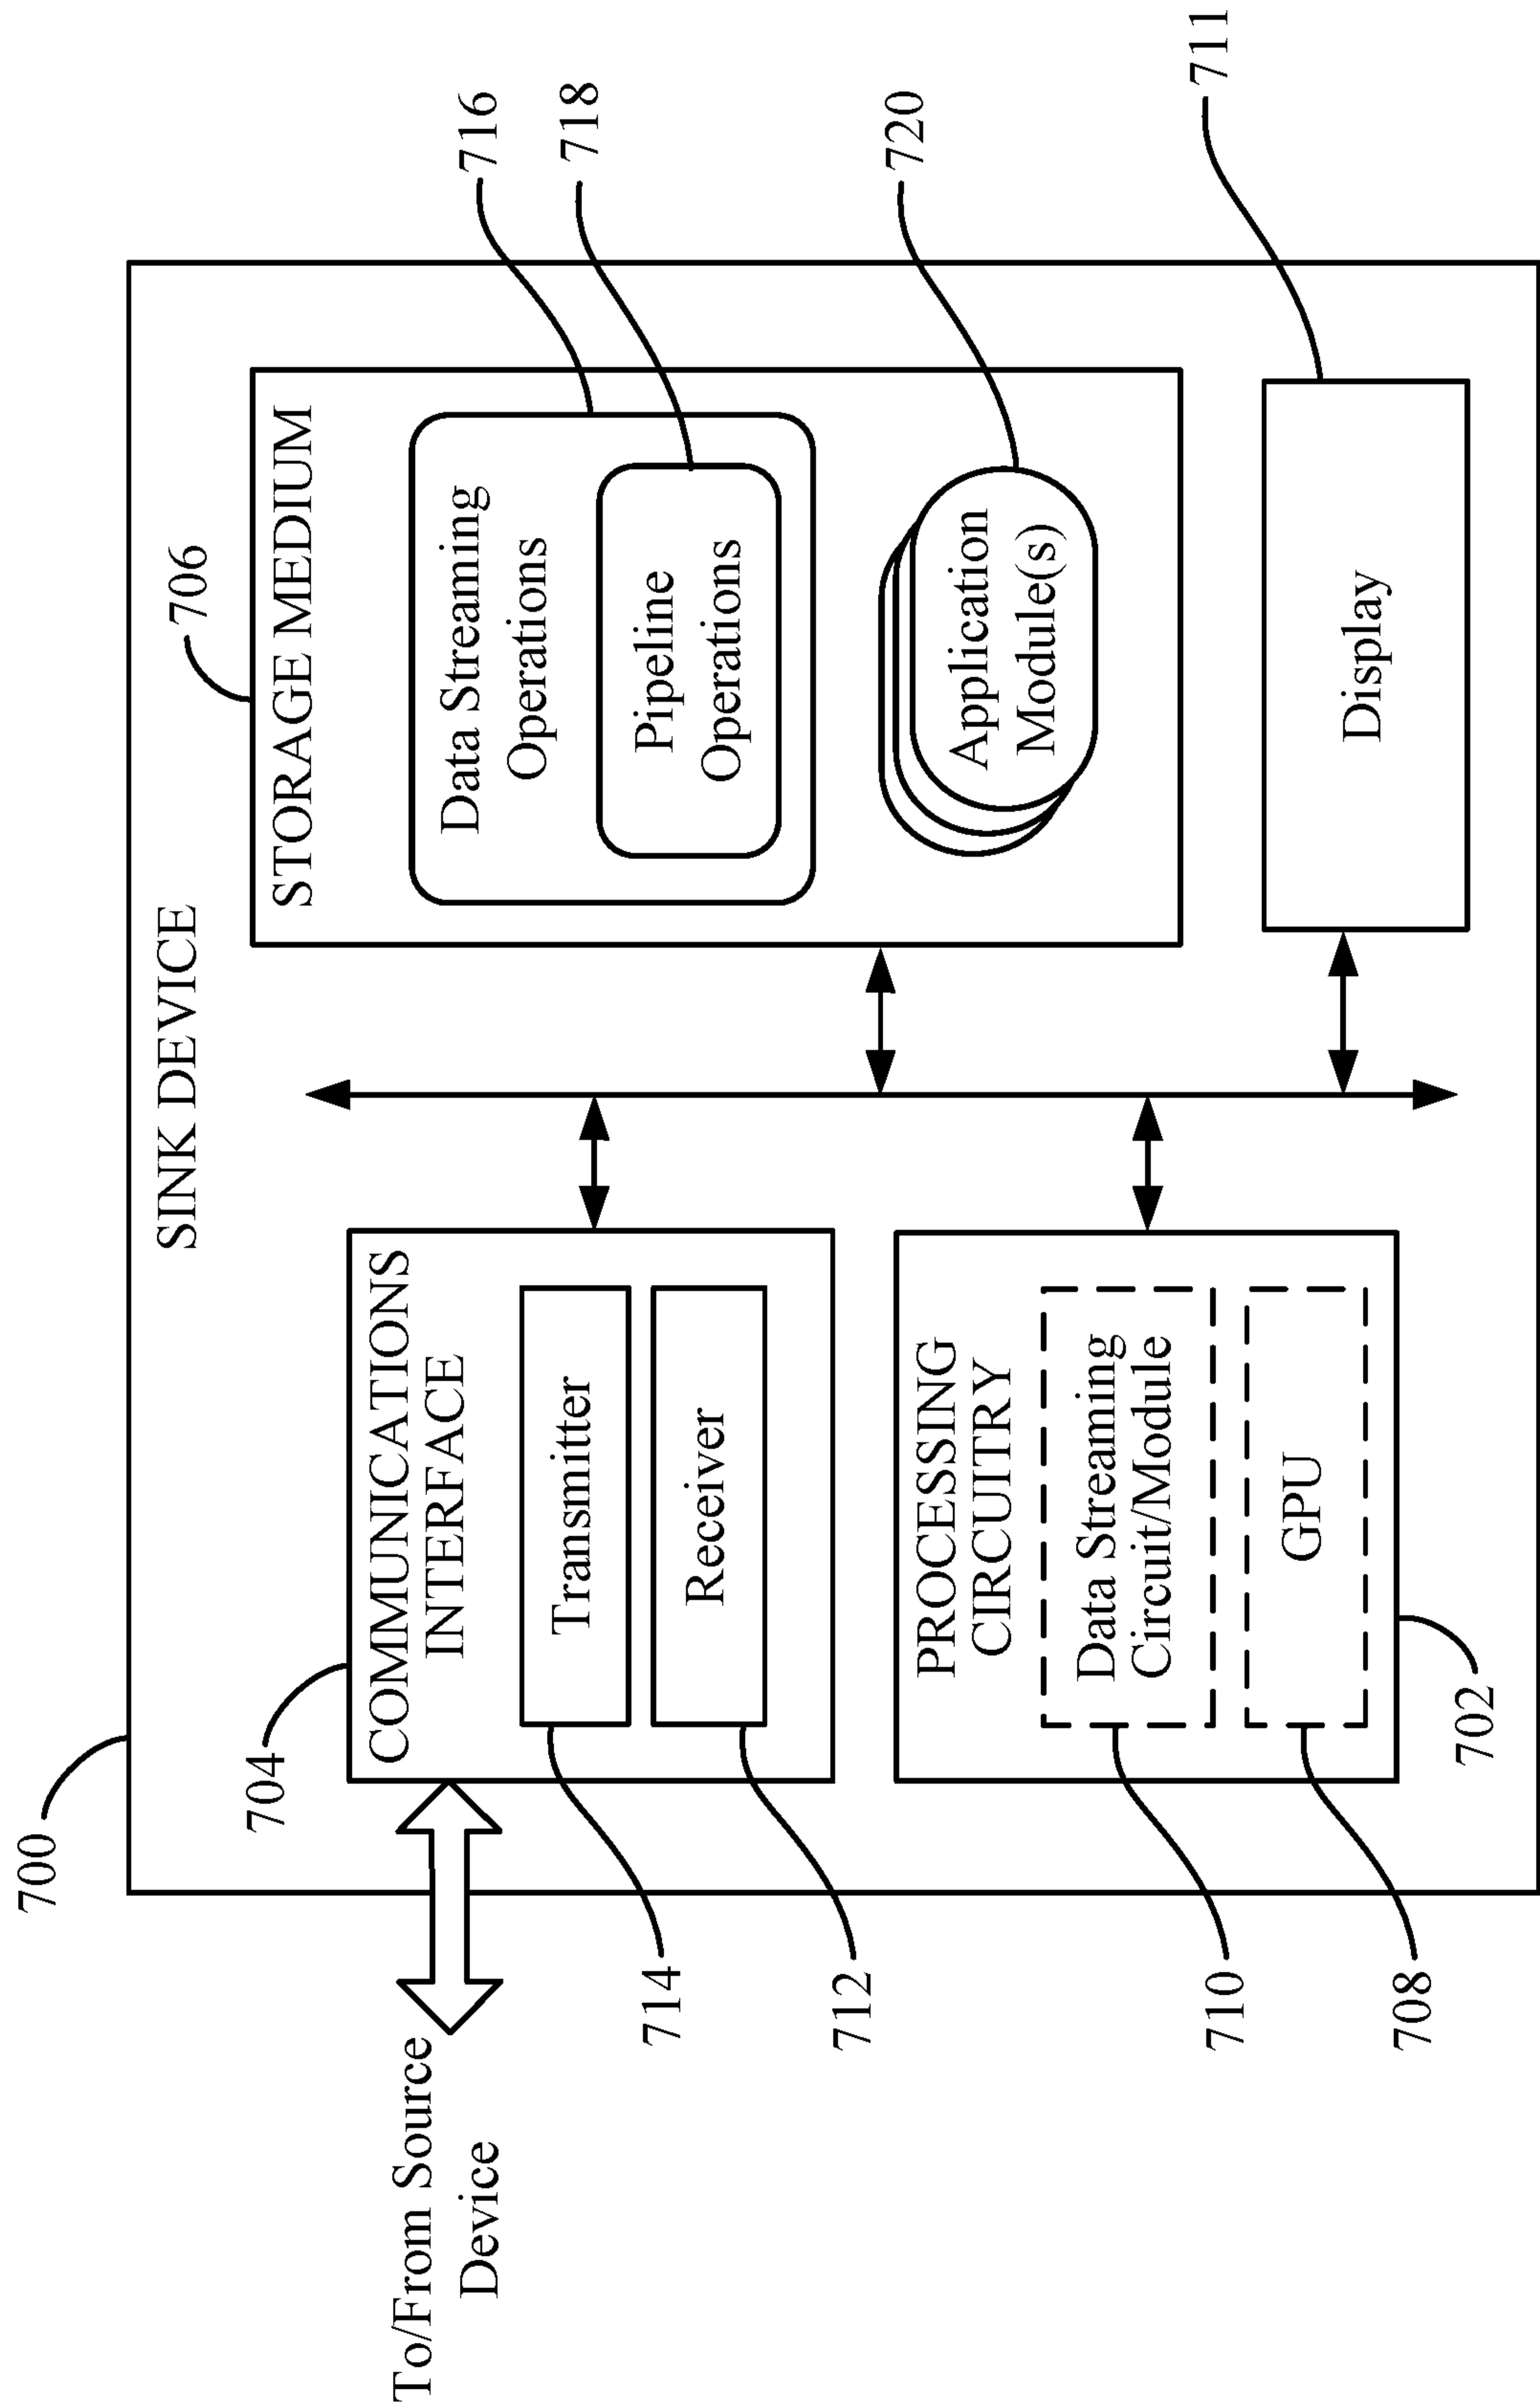 700
SINK DEVICE
704
COMMUNICATIONS
INTERFACE
Transmitter
Receiver
To/From Source
Device
714
712
PROCESSING
CIRCUITRY
Data Streaming
Circuit/Module
GPU
710
708
702
706
STORAGE MEDIUM
Data Streaming
Operations
Pipeline
Operations
Application
Module(s)
716
718
720
Display
711